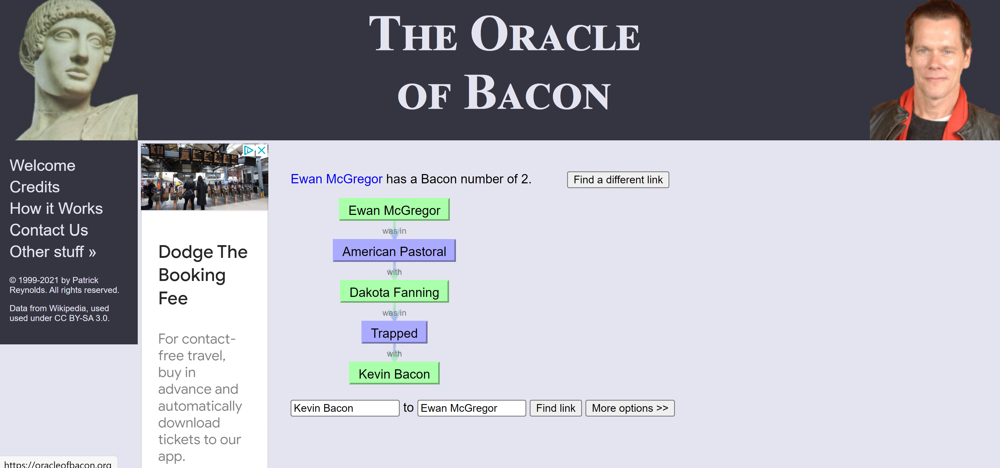 THE ORACLE
OF BACON
Welcome
Credits
How it Works
Contact Us
Other stuff »
© 1999-2021 by Patrick
Reynolds. All rights reserved.
Data from Wikipedia, used
used under CC BY-SA 3.0.
Dodge The
Booking
Fee
For contact-
free travel,
buy in
advance and
automatically
download
tickets to our
app.
Ewan McGregor has a Bacon number of 2.
Find a different link
Ewan McGregor
was in
American Pastoral
with
Dakota Fanning
was in
Trapped
with
Kevin Bacon
Kevin Bacon to Ewan McGregor Find link More options >>
https://oracleofbacon.org